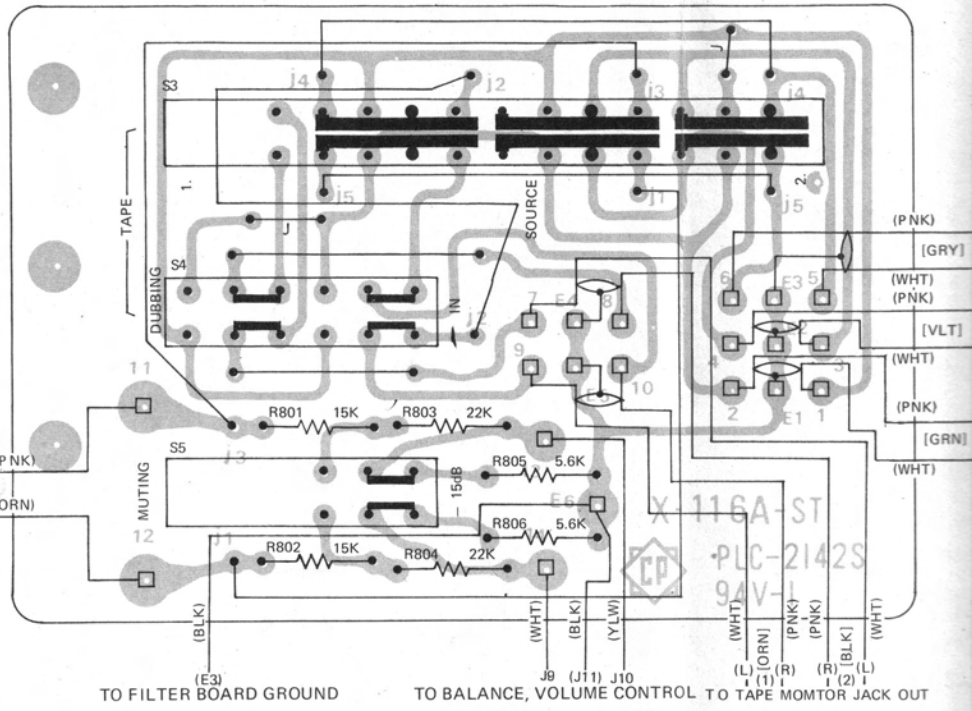 j4
j2
j3
J
j4
S3
TAPE
1.
j5
SOURCE
j1
2.
j5
J
(PNK)
[GRY]
S4
DUBBING
IN
j2
7
E4
8
6
E3
5
(WHT)
(PNK)
[VLT]
4
2
3
(WHT)
11
9
E5
10
2
E1
1
(PNK)
[GRN]
(WHT)
R801 15K R803 22K
j3
S5
PNK)
MUTING
– 15dB
R805 5.6K
E6
ORN)
R806 5.6K
X-116A-ST
12
j1
R802 15K R804 22K
CP
PLC-2142S
94V-1
(BLK)
(WHT)
(BLK)
(YLW)
(WHT)
[ORN]
(PNK)
(PNK)
[BLK]
(WHT)
(E3)
J9
(J11)
J10
(L)
(1)
(R)
(R)
(2)
(L)
TO FILTER BOARD GROUND
TO BALANCE, VOLUME CONTROL
TO TAPE MOMTOR JACK OUT